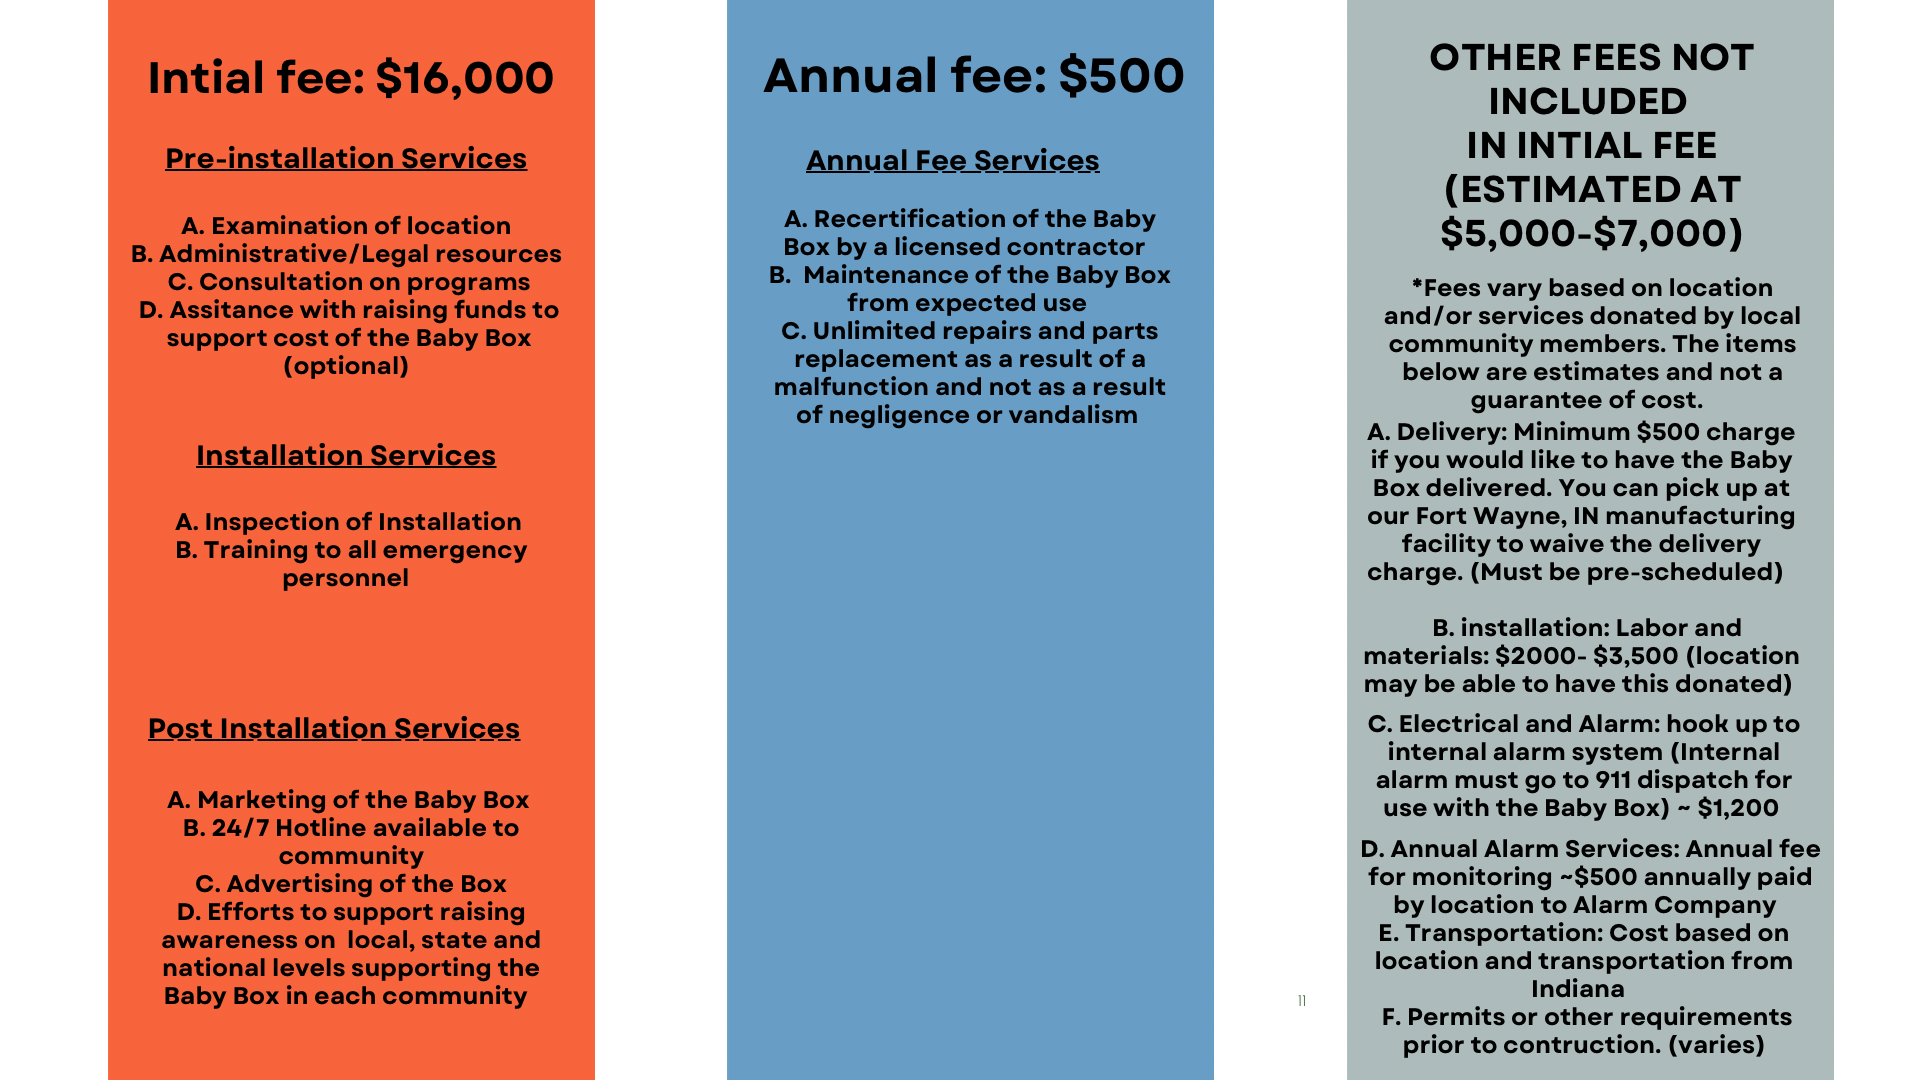 Intial fee: $16,000
Pre-installation Services
A. Examination of location
B. Administrative/Legal resources
C. Consultation on programs
D. Assitance with raising funds to
support cost of the Baby Box
(optional)
Installation Services
A. Inspection of Installation
B. Training to all emergency
personnel
Post Installation Services
A. Marketing of the Baby Box
B. 24/7 Hotline available to
community
C. Advertising of the Box
D. Efforts to support raising
awareness on local, state and
national levels supporting the
Baby Box in each community
Annual fee: $500
Annual Fee Services
A. Recertification of the Baby
Box by a licensed contractor
B. Maintenance of the Baby Box
from expected use
C. Unlimited repairs and parts
replacement as a result of a
malfunction and not as a result
of negligence or vandalism
OTHER FEES NOT
INCLUDED
IN INTIAL FEE
(ESTIMATED AT
$5,000-$7,000)
*Fees vary based on location
and/or services donated by local
community members. The items
below are estimates and not a
guarantee of cost.
A. Delivery: Minimum $500 charge
if you would like to have the Baby
Box delivered. You can pick up at
our Fort Wayne, IN manufacturing
facility to waive the delivery
charge. (Must be pre-scheduled)
B. installation: Labor and
materials: $2000- $3,500 (location
may be able to have this donated)
C. Electrical and Alarm: hook up to
internal alarm system (Internal
alarm must go to 911 dispatch for
use with the Baby Box) ~ $1,200
D. Annual Alarm Services: Annual fee
for monitoring ~$500 annually paid
by location to Alarm Company
E. Transportation: Cost based on
location and transportation from
Indiana
F. Permits or other requirements
prior to contruction. (varies)
11